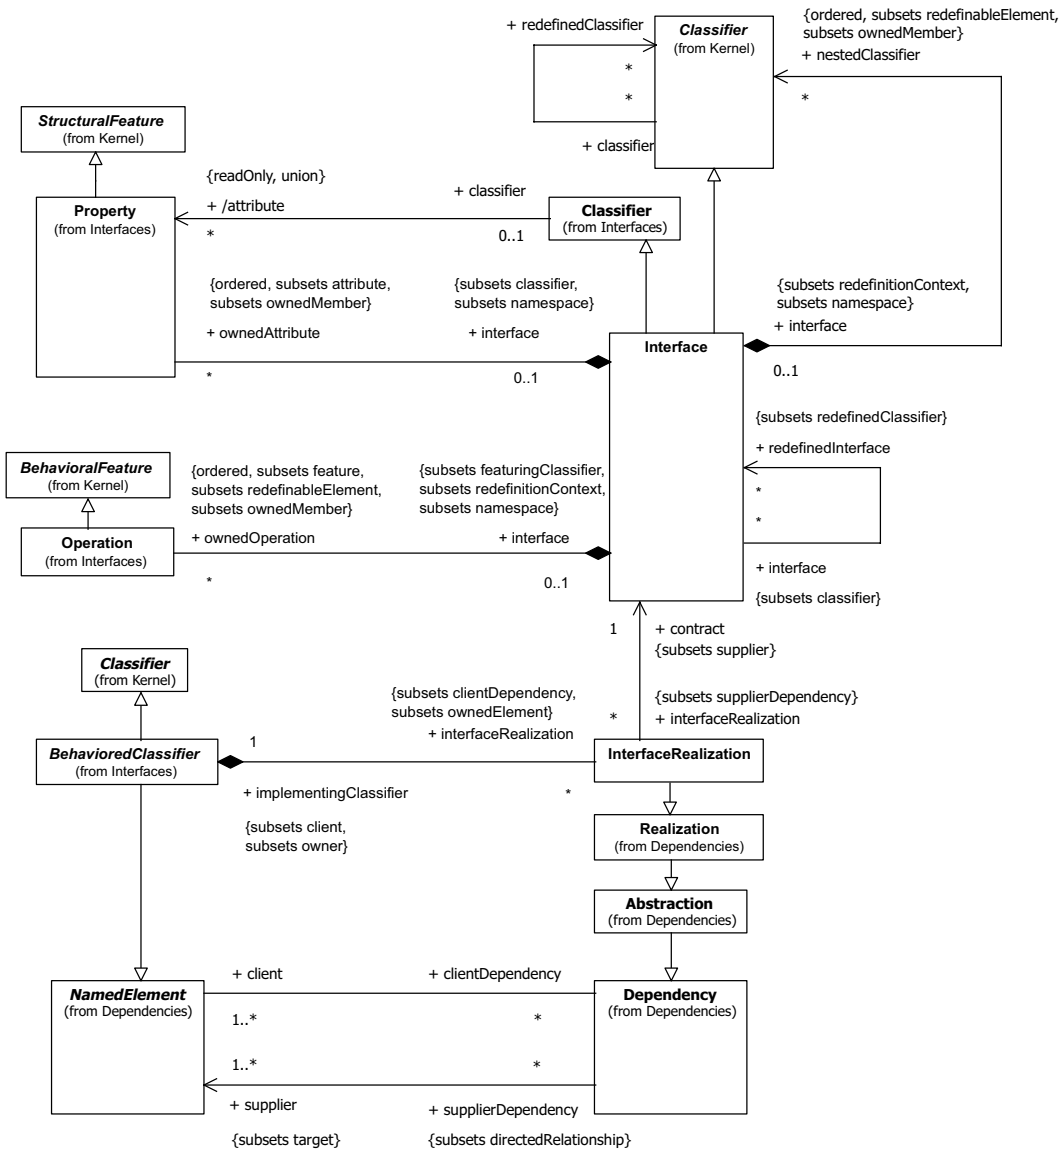 + redefinedClassifier
*
*
+ classifier
Classifier
(from Kernel)
{ordered, subsets redefinableElement,
subsets ownedMember}
+ nestedClassifier
*
StructuralFeature
(from Kernel)
Property
(from Interfaces)
{readOnly, union}
+ /attribute
*
+ classifier
0..1
Classifier
(from Interfaces)
{ordered, subsets attribute,
subsets ownedMember}
+ ownedAttribute
*
{subsets classifier,
subsets namespace}
+ interface
0..1
Interface
{subsets redefinitionContext,
subsets namespace}
+ interface
0..1
{subsets redefinedClassifier}
+ redefinedInterface
*
*
+ interface
{subsets classifier}
BehavioralFeature
(from Kernel)
Operation
(from Interfaces)
{ordered, subsets feature,
subsets redefinableElement,
subsets ownedMember}
+ ownedOperation
*
{subsets featuringClassifier,
subsets redefinitionContext,
subsets namespace}
+ interface
0..1
1
+ contract
{subsets supplier}
Classifier
(from Kernel)
{subsets clientDependency,
subsets ownedElement}
+ interfaceRealization
*
{subsets supplierDependency}
+ interfaceRealization
BehavioredClassifier
(from Interfaces)
1
+ implementingClassifier
{subsets client,
subsets owner}
*
InterfaceRealization
Realization
(from Dependencies)
Abstraction
(from Dependencies)
NamedElement
(from Dependencies)
+ client
1..*
+ clientDependency
*
Dependency
(from Dependencies)
1..*
*
+ supplier
{subsets target}
+ supplierDependency
{subsets directedRelationship}